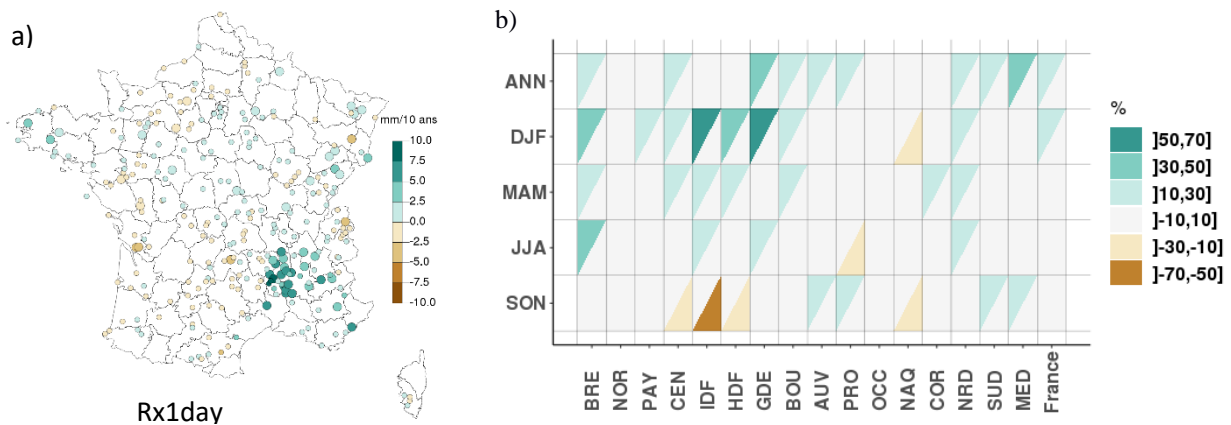 a)
mm/10 ans
10.0
7.5
5.0
2.5
0.0
-2.5
-5.0
-7.5
-10.0
Rx1day
b)
ANN
DJF
MAM
JJA
SON
BRE
NOR
PAY
CEN
IDF
HDF
GDE
BOU
AUV
PRO
OCC
NAQ
COR
NRD
SUD
MED
France
%
]50,70]
]30,50]
]10,30]
]-10,10]
]-30,-10]
]-70,-50]